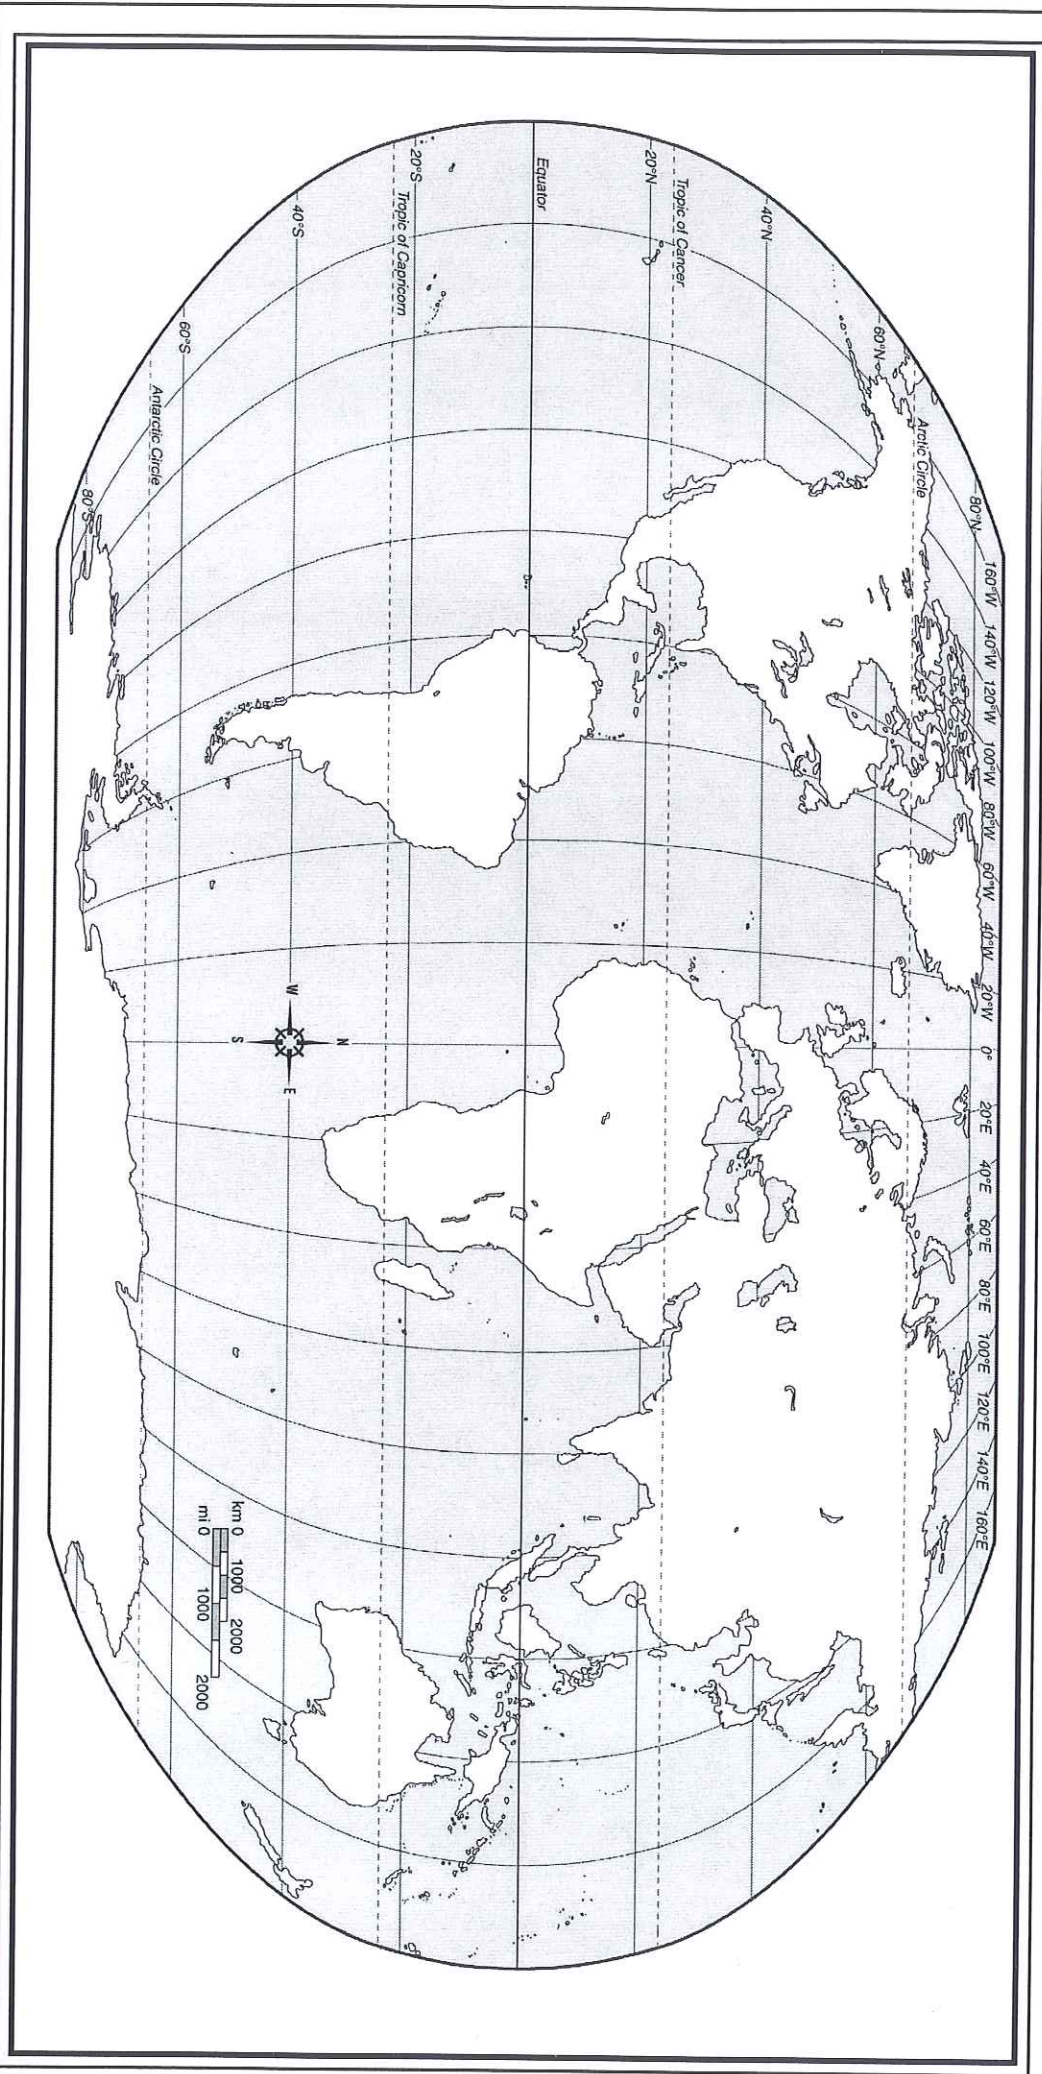 160°W
140°W
120°W
100°W
80°W
60°W
40°W
20°W
0°
20°E
40°E
60°E
80°E
100°E
120°E
140°E
160°E
80°N
Arctic Circle
60°N
40°N
Tropic of Cancer
20°N
Equator
20°S
Tropic of Capricorn
40°S
60°S
Antarctic Circle
80°S
N
W
E
S
km 0 1000 2000
mi 0 1000 2000